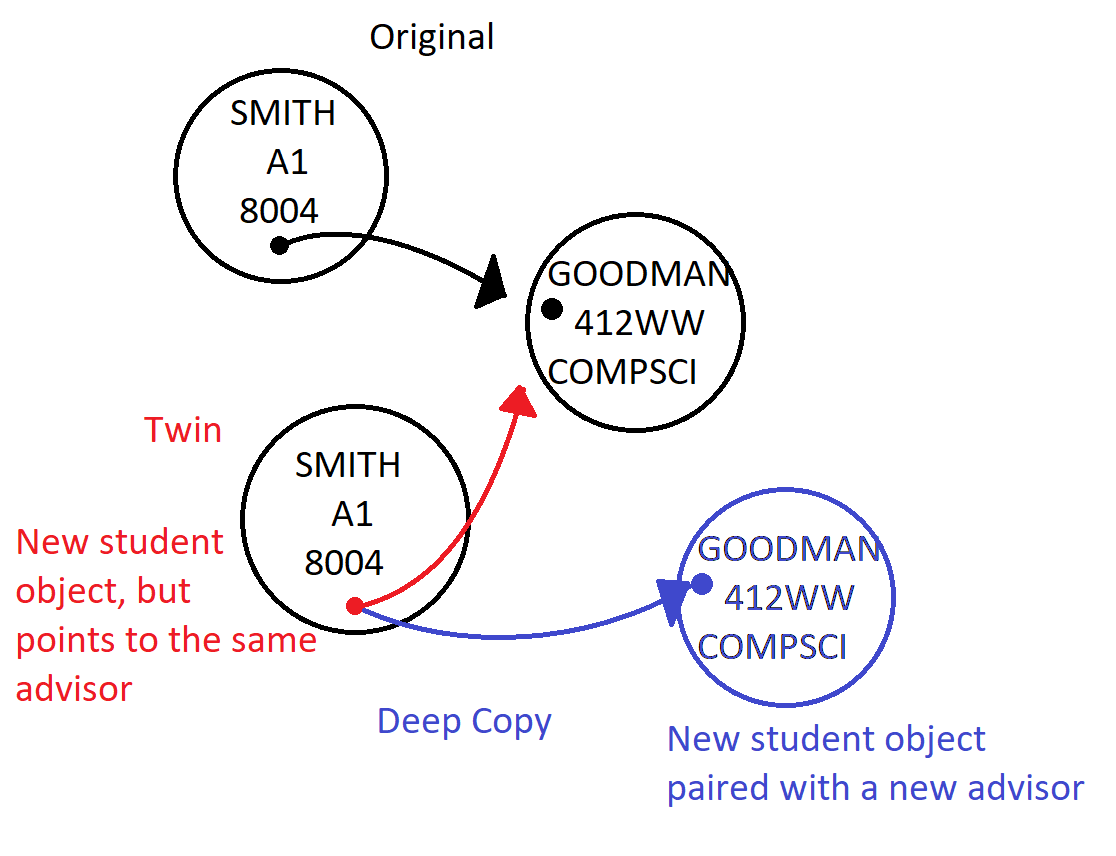 Original
SMITH
A1
8004
GOODMAN
412WW
COMPSCI
Twin
SMITH
A1
8004
New student
object, but
points to the same
advisor
GOODMAN
412WW
COMPSCI
Deep Copy
New student object
paired with a new advisor